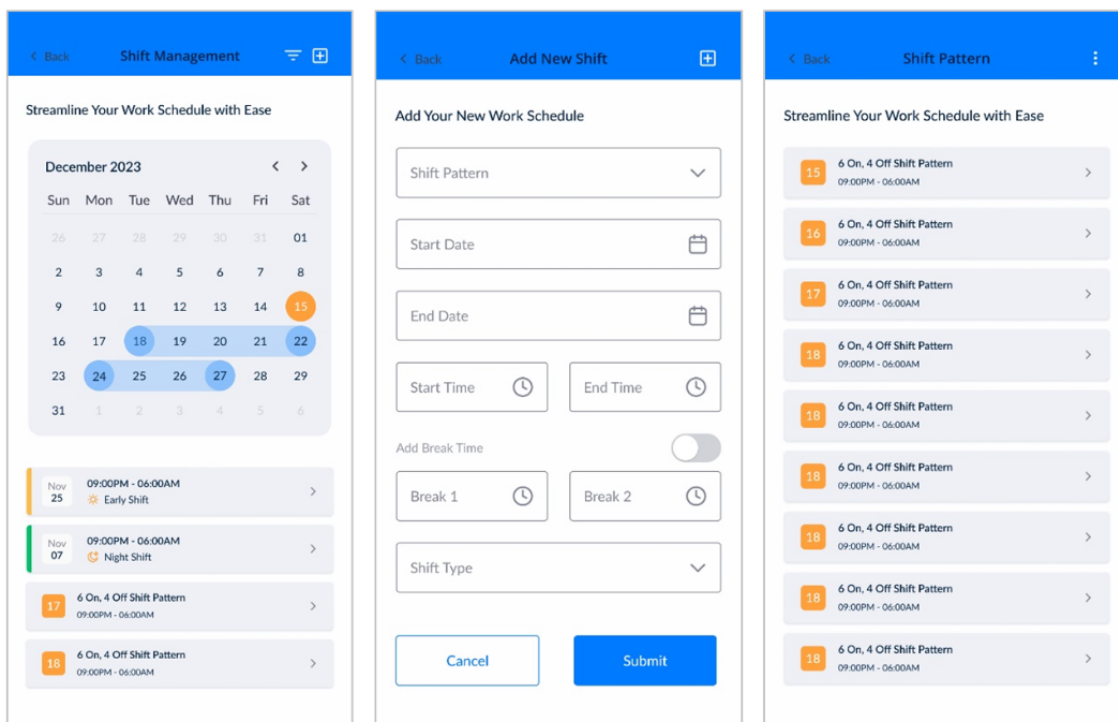 Back Shift Management
Streamline Your Work Schedule with Ease
December 2023
Sun Mon Tue Wed Thu Fri Sat
26 27 28 29 30 31 01
2 3 4 5 6 7 8
9 10 11 12 13 14 15
16 17 18 19 20 21 22
23 24 25 26 27 28 29
31 1 2 3 4 5 6
Nov
25
09:00PM - 06:00AM
Early Shift
Nov
07
09:00PM - 06:00AM
Night Shift
17
6 On, 4 Off Shift Pattern
09:00PM - 06:00AM
18
6 On, 4 Off Shift Pattern
09:00PM - 06:00AM
Back Add New Shift
Add Your New Work Schedule
Shift Pattern
Start Date
End Date
Start Time End Time
Add Break Time
Break 1 Break 2
Shift Type
Cancel Submit
Back Shift Pattern
Streamline Your Work Schedule with Ease
15
6 On, 4 Off Shift Pattern
09:00PM - 06:00AM
16
6 On, 4 Off Shift Pattern
09:00PM - 06:00AM
17
6 On, 4 Off Shift Pattern
09:00PM - 06:00AM
18
6 On, 4 Off Shift Pattern
09:00PM - 06:00AM
18
6 On, 4 Off Shift Pattern
09:00PM - 06:00AM
18
6 On, 4 Off Shift Pattern
09:00PM - 06:00AM
18
6 On, 4 Off Shift Pattern
09:00PM - 06:00AM
18
6 On, 4 Off Shift Pattern
09:00PM - 06:00AM
18
6 On, 4 Off Shift Pattern
09:00PM - 06:00AM